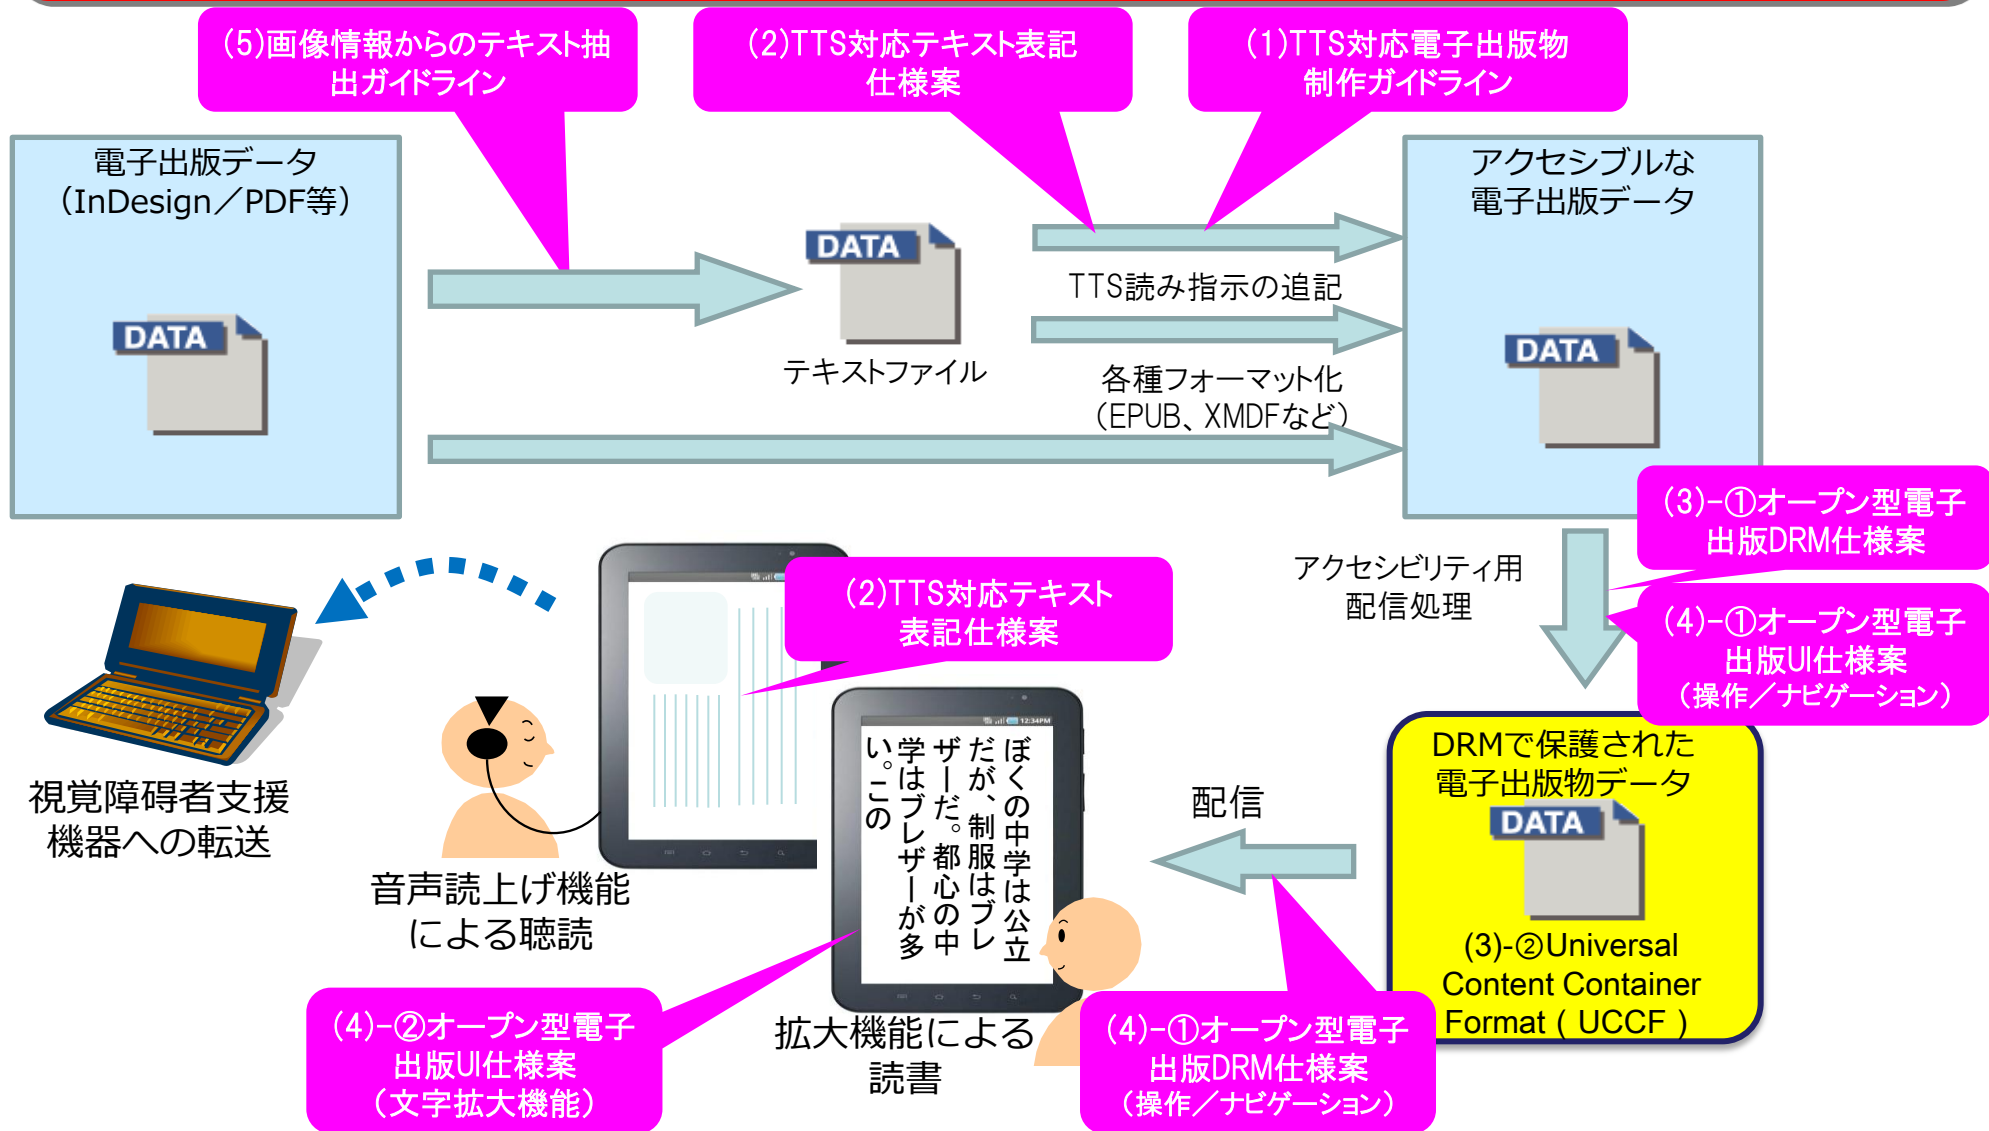 (5)画像情報からのテキスト抽
出ガイドライン
(2)TTS対応テキスト表記
仕様案
(1)TTS対応電子出版物
制作ガイドライン
電子出版データ
（InDesign／PDF等）
DATA
DATA
テキストファイル
TTS読み指示の追記
各種フォーマット化
（EPUB、XMDFなど）
アクセシブルな
電子出版データ
DATA
(3)-①オープン型電子
出版DRM仕様案
アクセシビリティ用
配信処理
(4)-①オープン型電子
出版UI仕様案
（操作／ナビゲーション）
DRMで保護された
電子出版物データ
DATA
(3)-②Universal
Content Container
Format ( UCCF )
配信
(4)-①オープン型電子
出版DRM仕様案
（操作／ナビゲーション）
(2)TTS対応テキスト
表記仕様案
12:34PM
ぼくの中学は公立
だが、制服はブレ
ザーだ。都心の中
学はブレザーが多
い。この
拡大機能による
読書
(4)-②オープン型電子
出版UI仕様案
（文字拡大機能）
音声読上げ機能
による聴読
視覚障碍者支援
機器への転送